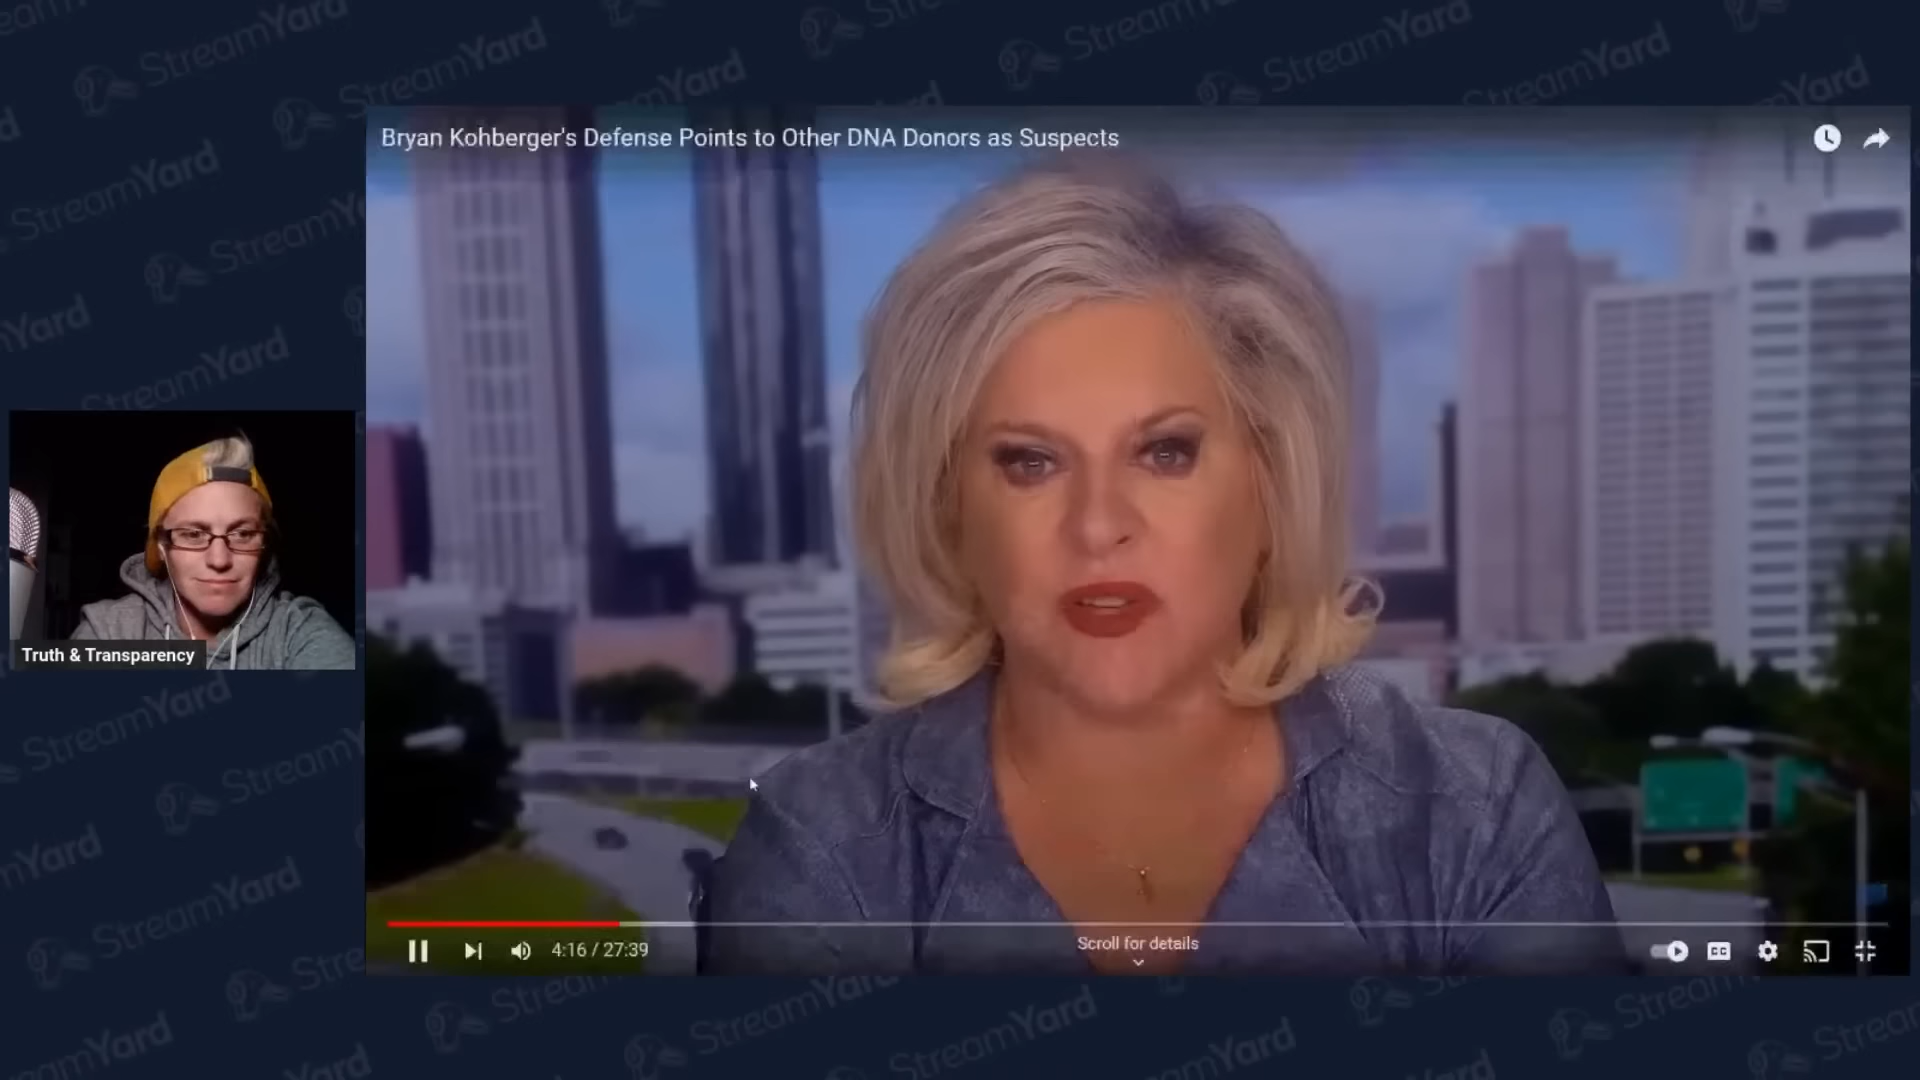 StreamYard
Bryan Kohberger's Defense Points to Other DNA Donors as Suspects
Truth & Transparency
4:16 / 27:39
Scroll for details
CC